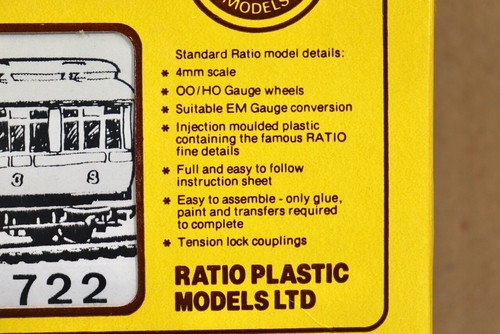 MODELS
Standard Ratio model details:
* 4mm scale
* OO/HO Gauge wheels
* Suitable EM Gauge conversion
* Injection moulded plastic
containing the famous RATIO
fine details
* Full and easy to follow
instruction sheet
* Easy to assemble - only glue,
paint and transfers required
to complete
* Tension lock couplings
3 3
722
RATIO PLASTIC
MODELS LTD